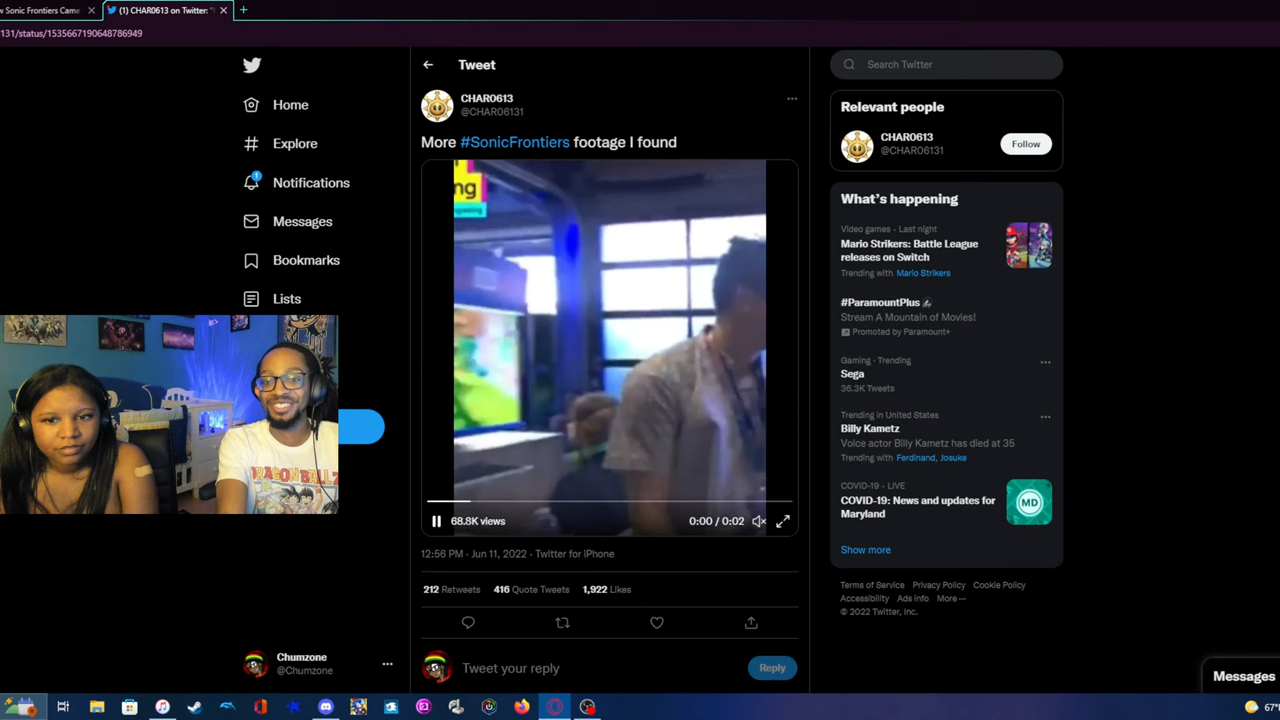 w Sonic Frontiers Came
(1) CHAR0613 on Twitter: "
131/status/1535667190648786949
Tweet
Search Twitter
Home
Explore
1
Notifications
Messages
Bookmarks
Lists
CHAR0613
@CHAR06131
More #SonicFrontiers footage I found
ng
68.8K views
0:00 / 0:02
12:56 PM · Jun 11, 2022 · Twitter for iPhone
212 Retweets 416 Quote Tweets 1,922 Likes
Tweet your reply
Reply
Relevant people
CHAR0613
@CHAR06131
Follow
What's happening
Video games · Last night
Mario Strikers: Battle League
releases on Switch
Trending with Mario Strikers
#ParamountPlus
Stream A Mountain of Movies!
Promoted by Paramount+
Gaming · Trending
Sega
36.3K Tweets
Trending in United States
Billy Kametz
Voice actor Billy Kametz has died at 35
Trending with Ferdinand, Josuke
COVID-19 · LIVE
COVID-19: News and updates for
Maryland
MD
Show more
Terms of Service Privacy Policy Cookie Policy
Accessibility Ads info More
© 2022 Twitter, Inc.
DRAGONBALL Z
Chumzone
@Chumzone
Messages
67°F